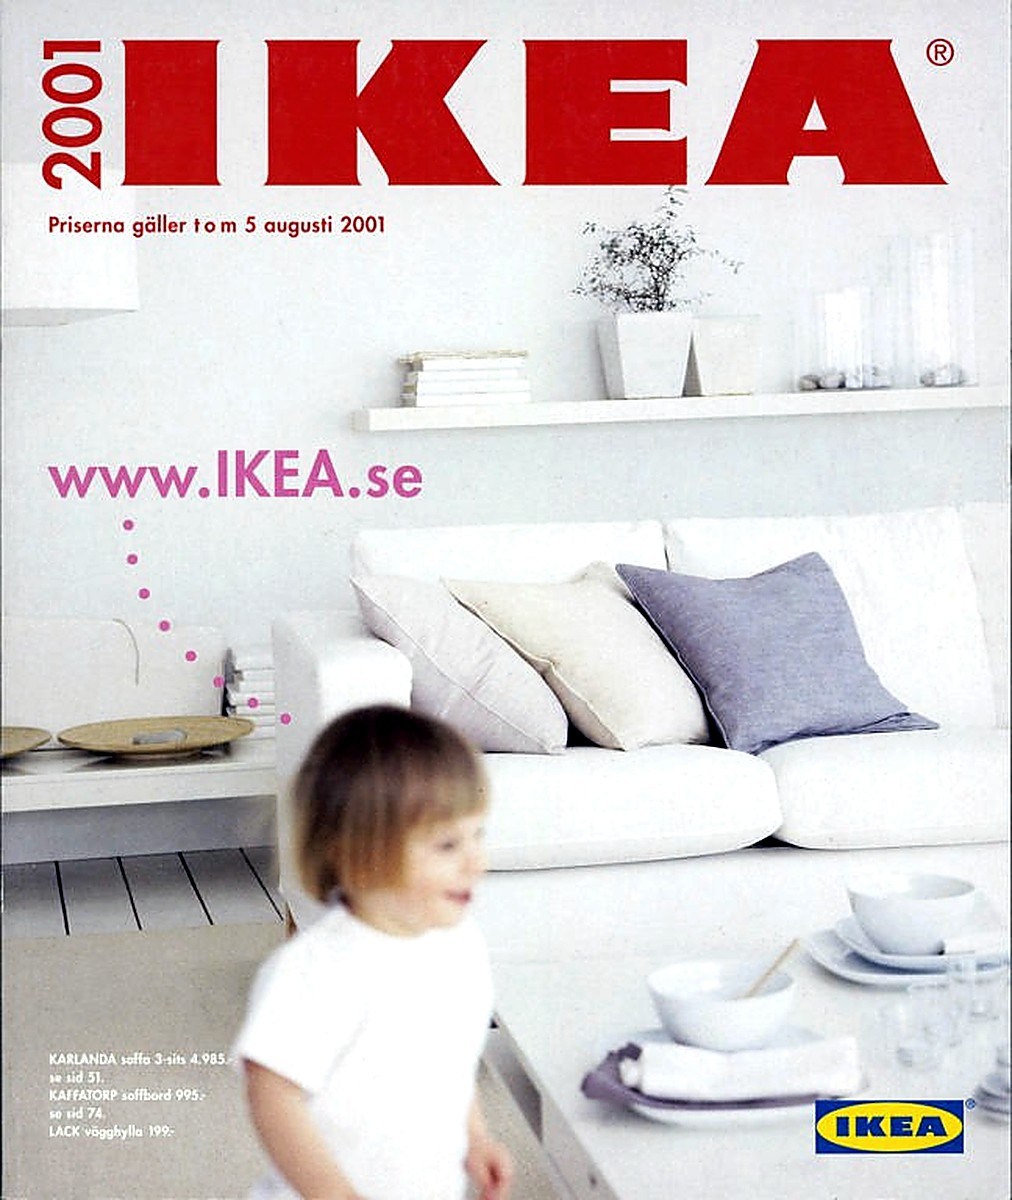 2001
IKEA®
Priserna gäller t o m 5 augusti 2001
www.IKEA.se
KARLANDA soffa 3-sits 4.985.-
se sid 51.
KAFFATORP soffbord 995.-
se sid 74.
LACK vägghylla 199.-
IKEA®